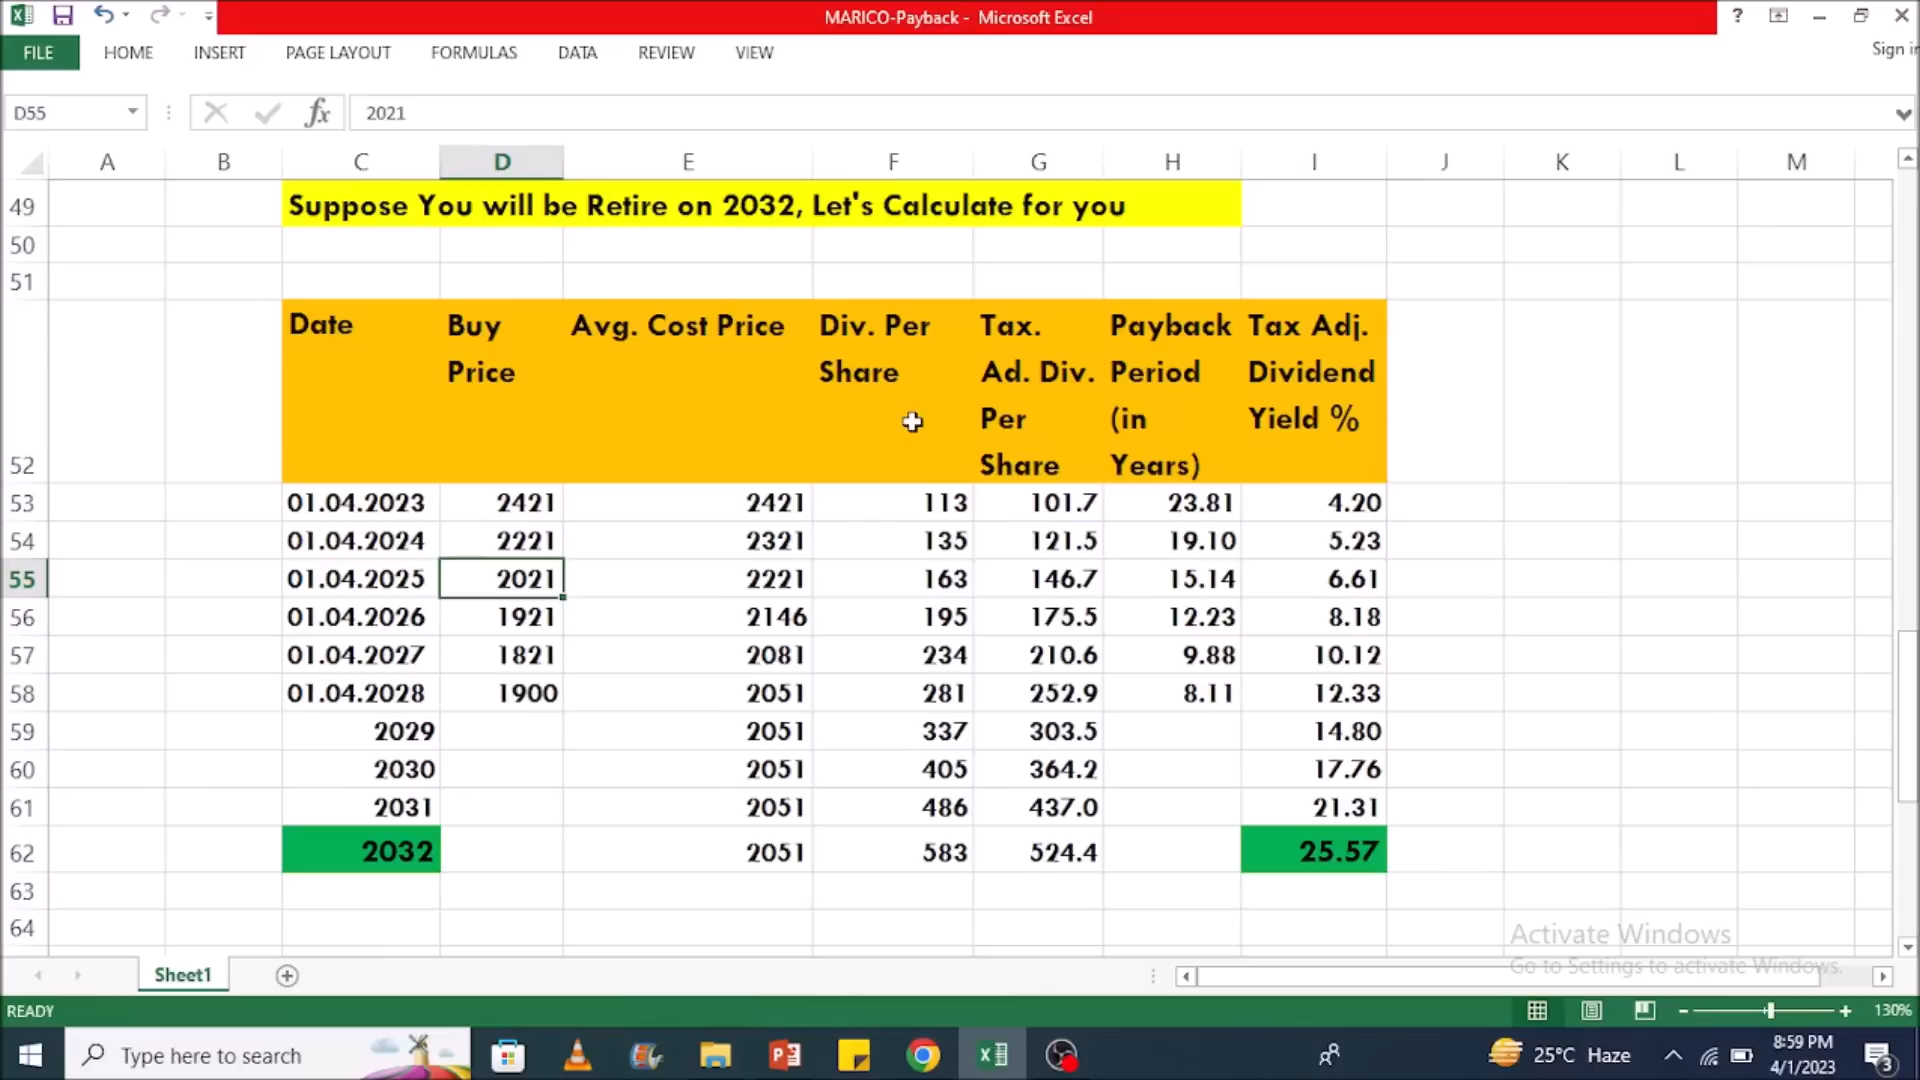 MARICO-Payback - Microsoft Excel
? 
Sign in
FILE HOME INSERT PAGE LAYOUT FORMULAS DATA REVIEW VIEW
D55 fx 2021
A B C D E F G H I J K L M
49 Suppose You will be Retire on 2032, Let's Calculate for you
50
51
Date Buy Avg. Cost Price Div. Per Tax. Payback Tax Adj.
Price Share Ad. Div. Period Dividend
Per (in Yield %
52 Share Years)
53 01.04.2023 2421 2421 113 101.7 23.81 4.20
54 01.04.2024 2221 2321 135 121.5 19.10 5.23
55 01.04.2025 2021 2221 163 146.7 15.14 6.61
56 01.04.2026 1921 2146 195 175.5 12.23 8.18
57 01.04.2027 1821 2081 234 210.6 9.88 10.12
58 01.04.2028 1900 2051 281 252.9 8.11 12.33
59 2029 2051 337 303.5 14.80
60 2030 2051 405 364.2 17.76
61 2031 2051 486 437.0 21.31
62 2032 2051 583 524.4 25.57
63
64
Activate Windows
Go to Settings to activate Windows.
Sheet1
READY 130%
Type here to search 25°C Haze 8:59 PM
4/1/2023 3